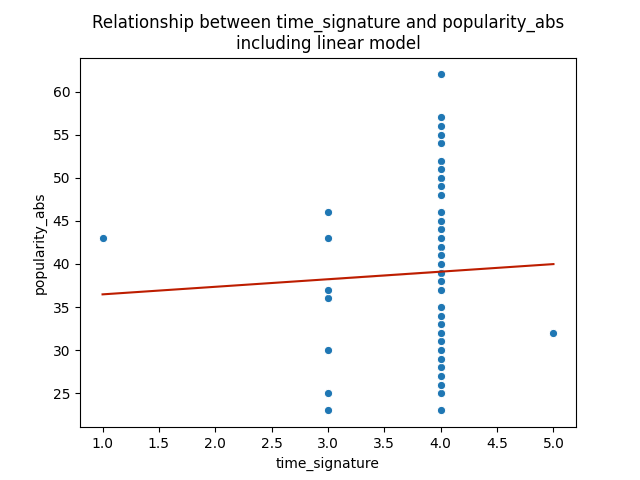 Relationship between time_signature and popularity_abs
including linear model
60
55
50
45
40
35
30
25
popularity_abs
1.0 1.5 2.0 2.5 3.0 3.5 4.0 4.5 5.0
time_signature